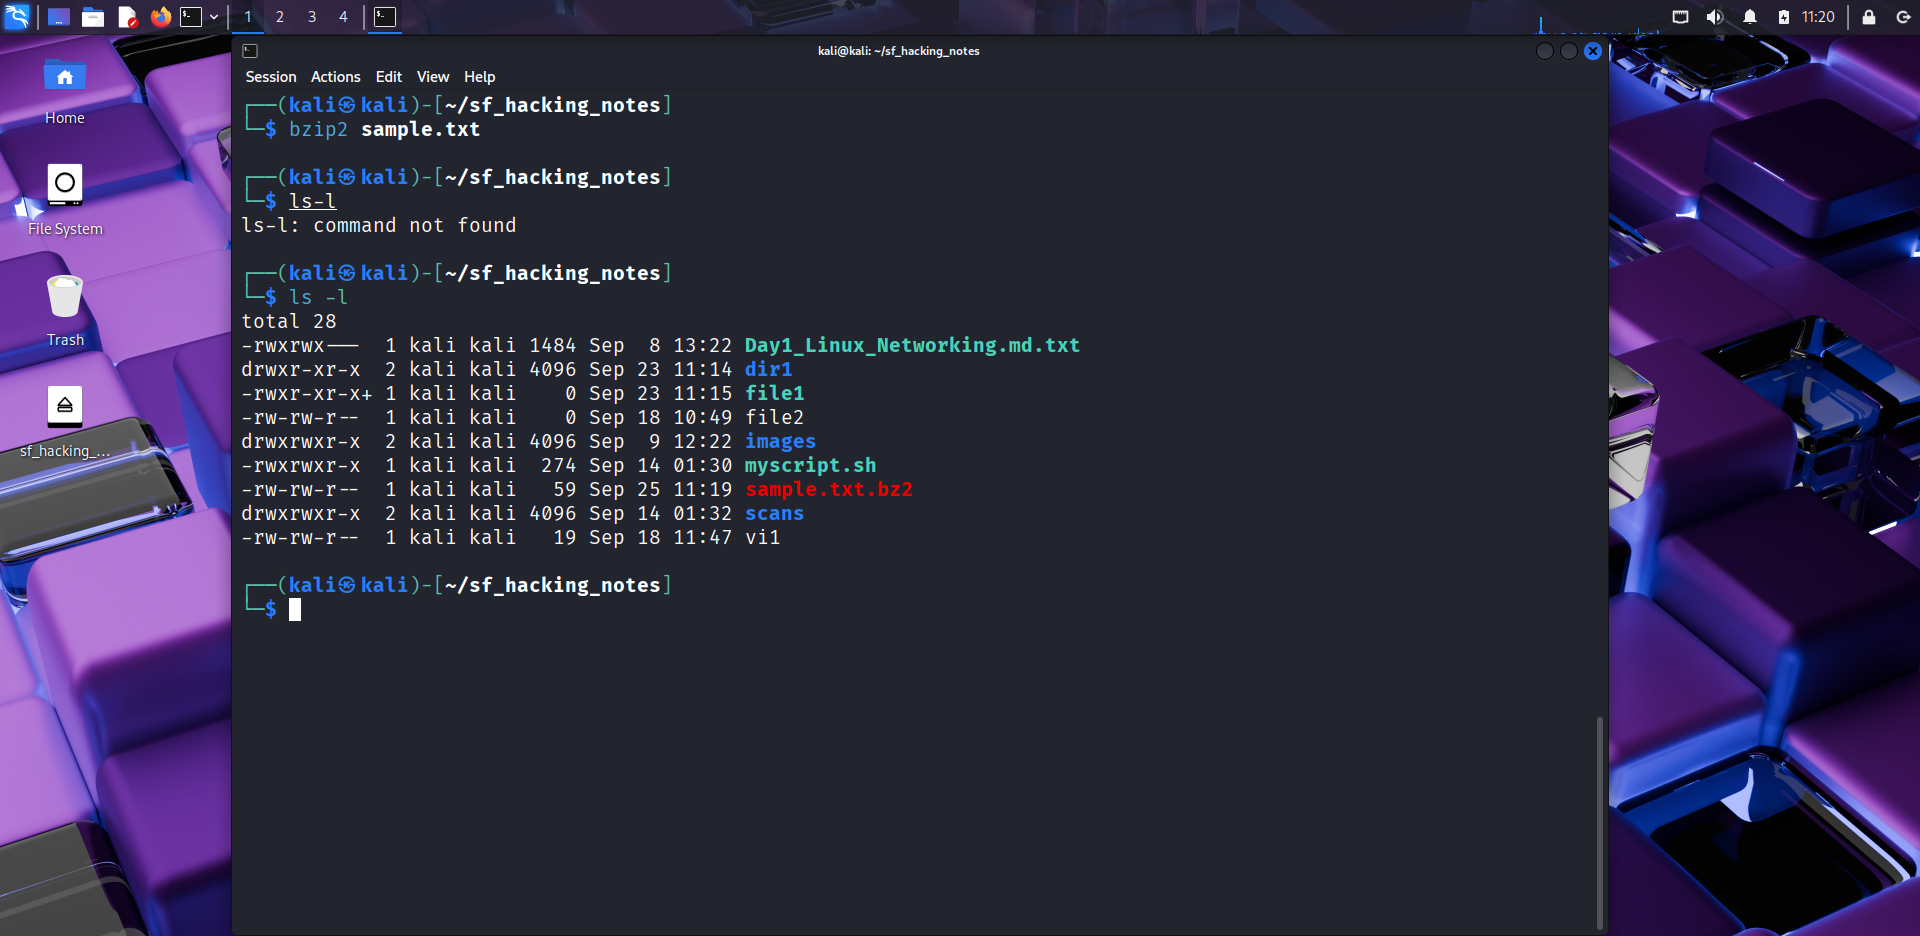 1 2 3 4
11:20
kali@kali: ~/sf_hacking_notes
Session Actions Edit View Help
Home
File System
Trash
sf_hacking_...
┌──(kali㉿kali)-[~/sf_hacking_notes]
└─$ bzip2 sample.txt
┌──(kali㉿kali)-[~/sf_hacking_notes]
└─$ ls-l
ls-l: command not found
┌──(kali㉿kali)-[~/sf_hacking_notes]
└─$ ls -l
total 28
-rwxrwx--- 1 kali kali 1484 Sep  8 13:22 Day1_Linux_Networking.md.txt
drwxr-xr-x  2 kali kali 4096 Sep 23 11:14 dir1
-rwxr-xr-x+ 1 kali kali    0 Sep 23 11:15 file1
-rw-rw-r--  1 kali kali    0 Sep 18 10:49 file2
drwxrwxr-x  2 kali kali 4096 Sep  9 12:22 images
-rwxrwxr-x  1 kali kali  274 Sep 14 01:30 myscript.sh
-rw-rw-r--  1 kali kali   59 Sep 25 11:19 sample.txt.bz2
drwxrwxr-x  2 kali kali 4096 Sep 14 01:32 scans
-rw-rw-r--  1 kali kali   19 Sep 18 11:47 vi1
┌──(kali㉿kali)-[~/sf_hacking_notes]
└─$